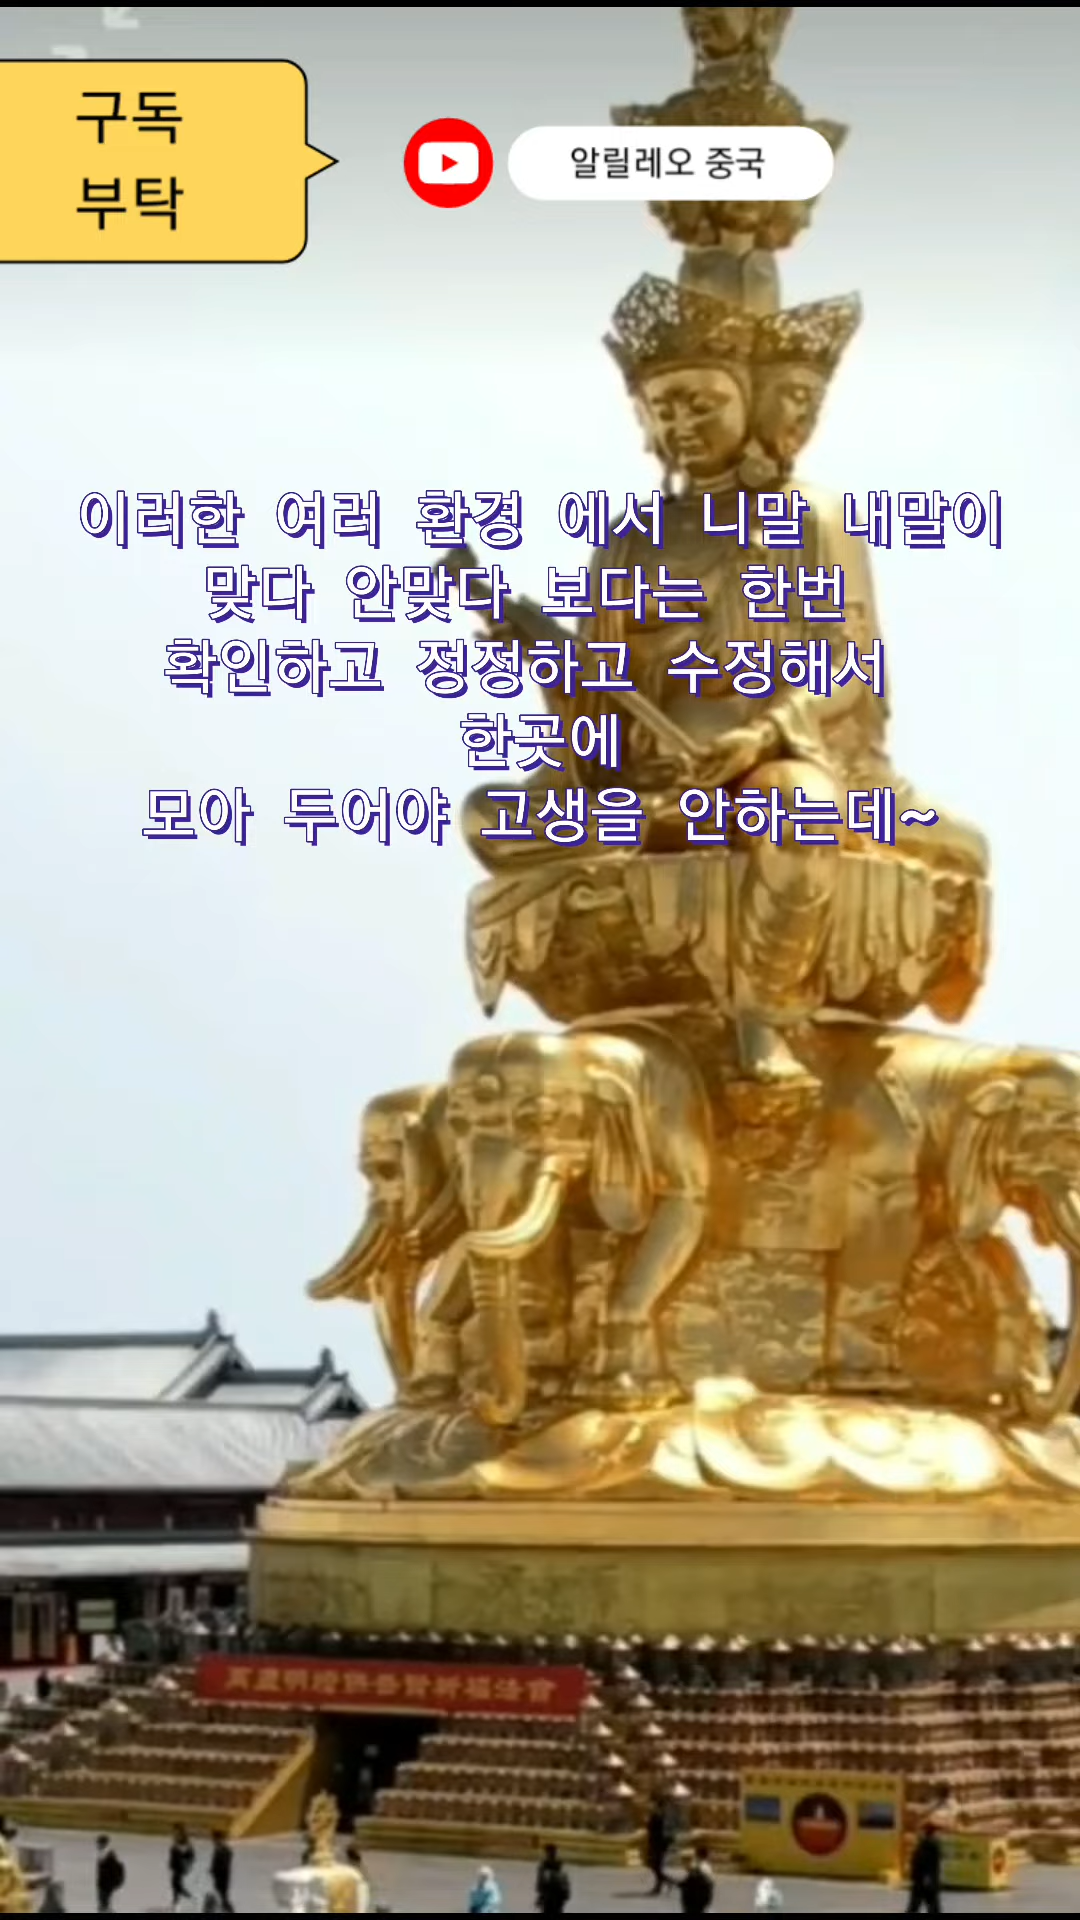 구독
부탁
알릴레오 중국
이러한 여러 환경 에서 니말 내말이
맞다 안맞다 보다는 한번
확인하고 정정하고 수정해서
한곳에
모아 두어야 고생을 안하는데~